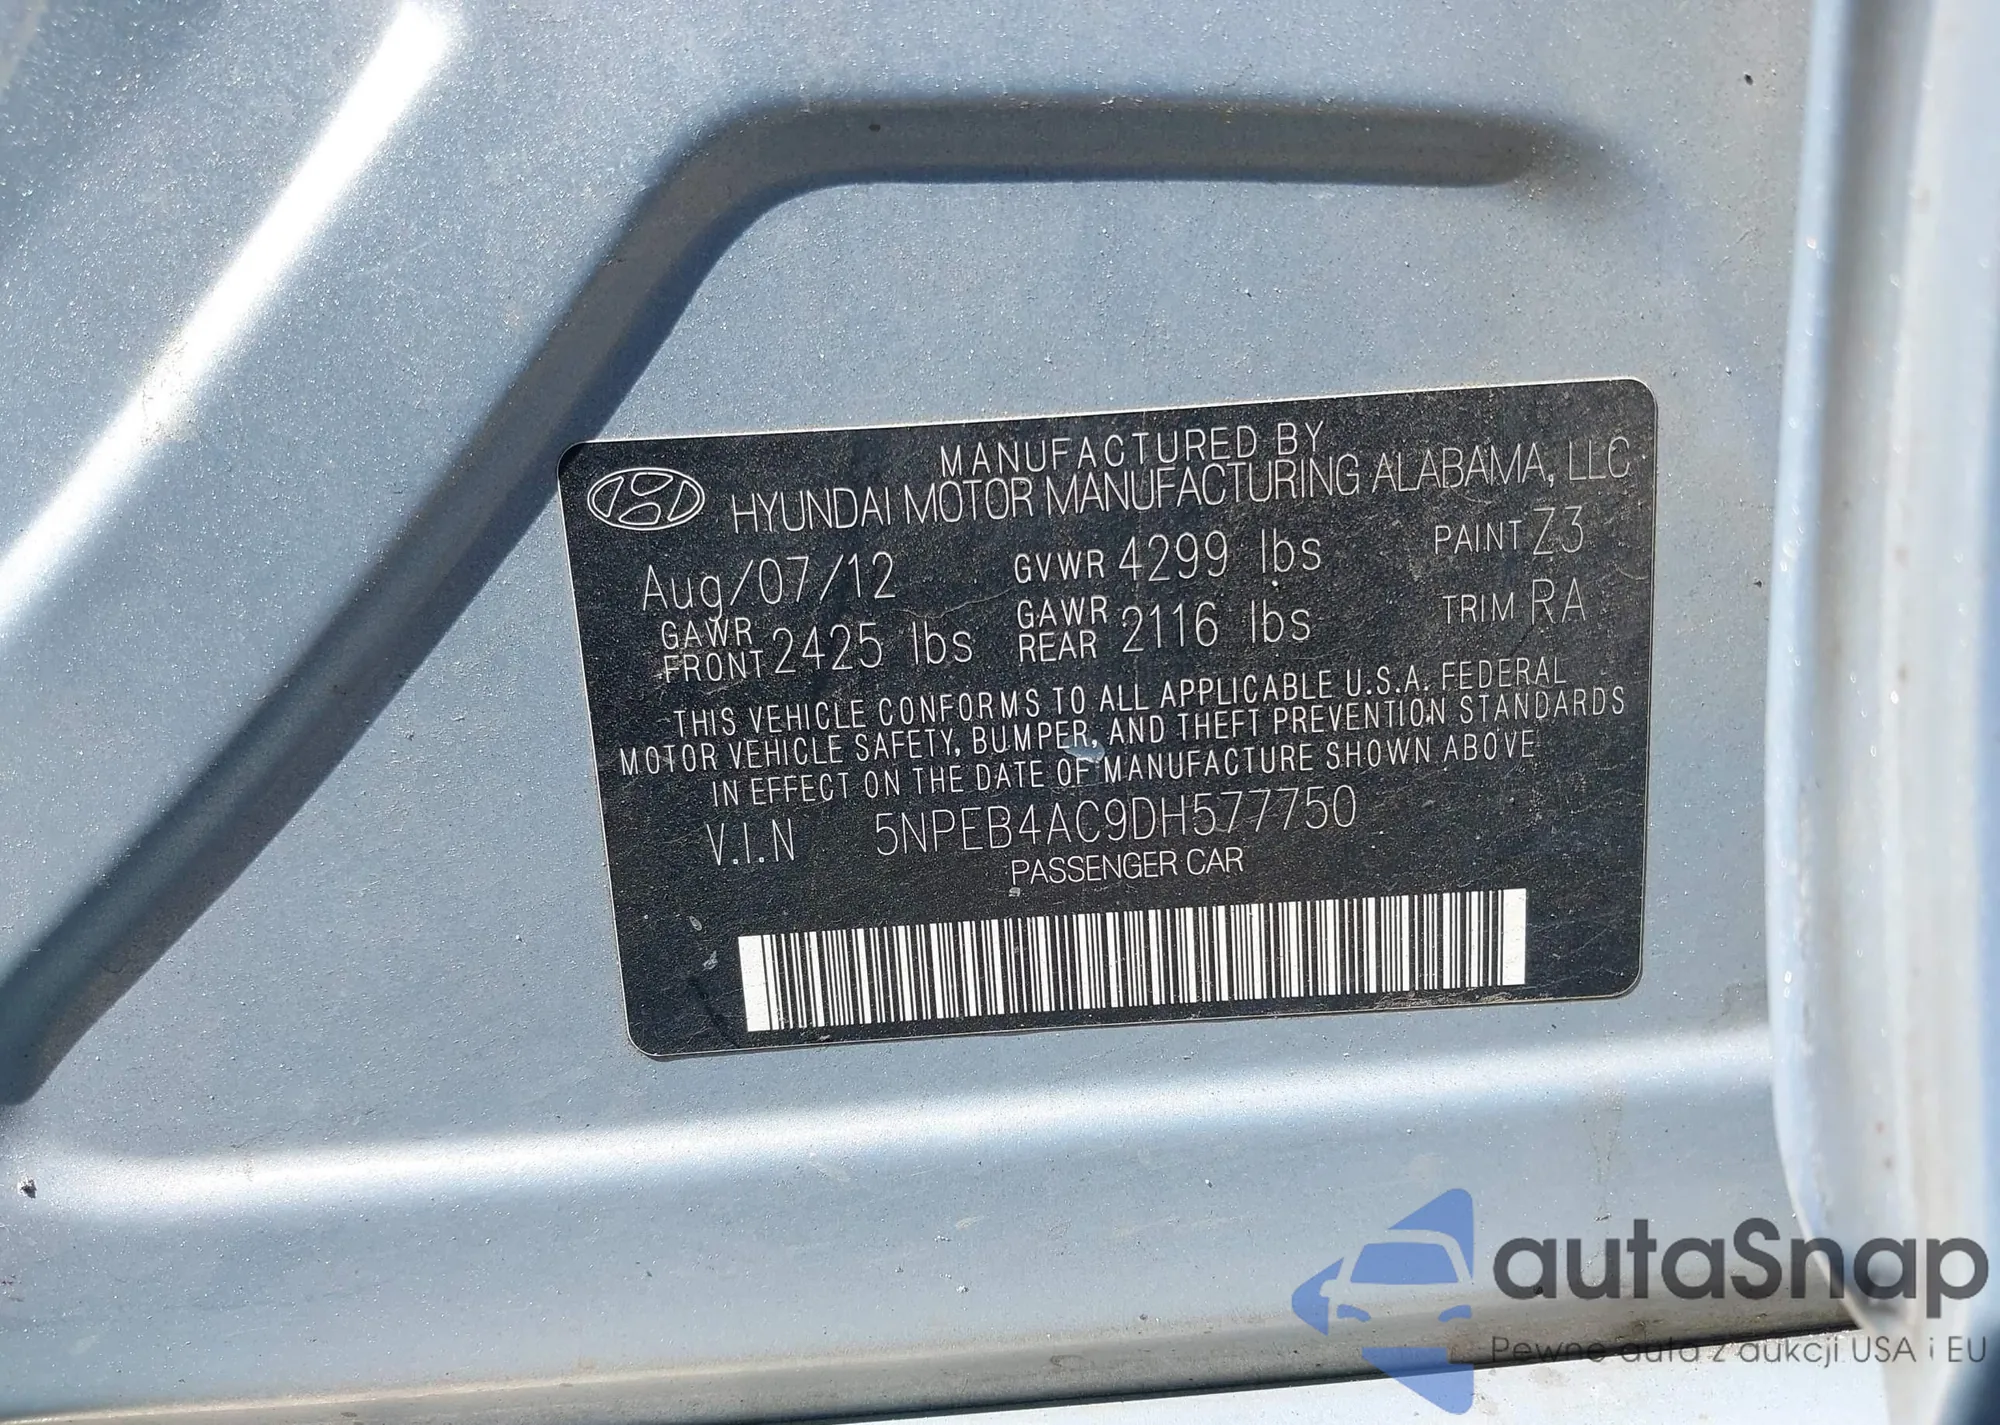 MANUFACTURED BY
HYUNDAI MOTOR MANUFACTURING ALABAMA, LLC
Aug/07/12 GVWR 4299 lbs PAINT Z3
GAWR FRONT 2425 lbs GAWR REAR 2116 lbs TRIM RA
THIS VEHICLE CONFORMS TO ALL APPLICABLE U.S.A. FEDERAL
MOTOR VEHICLE SAFETY, BUMPER, AND THEFT PREVENTION STANDARDS
IN EFFECT ON THE DATE OF MANUFACTURE SHOWN ABOVE
V.I.N 5NPEB4AC9DH577750
PASSENGER CAR
autaSnap
Pewne auta z aukcji USA i EU